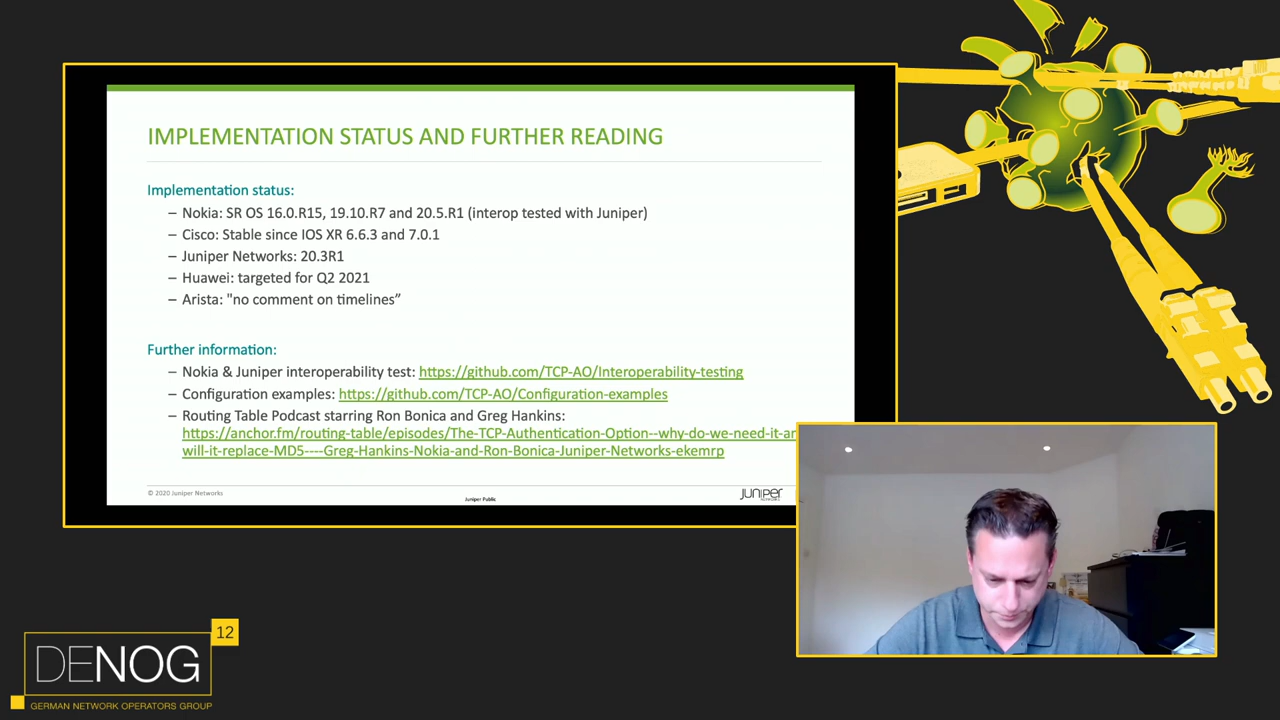 IMPLEMENTATION STATUS AND FURTHER READING
Implementation status:
– Nokia: SR OS 16.0.R15, 19.10.R7 and 20.5.R1 (interop tested with Juniper)
– Cisco: Stable since IOS XR 6.6.3 and 7.0.1
– Juniper Networks: 20.3R1
– Huawei: targeted for Q2 2021
– Arista: "no comment on timelines”
Further information:
– Nokia & Juniper interoperability test: https://github.com/TCP-AO/Interoperability-testing
– Configuration examples: https://github.com/TCP-AO/Configuration-examples
– Routing Table Podcast starring Ron Bonica and Greg Hankins:
https://anchor.fm/routing-table/episodes/The-TCP-Authentication-Option--why-do-we-need-it-an
will-it-replace-MD5----Greg-Hankins-Nokia-and-Ron-Bonica-Juniper-Networks-ekemrp
© 2020 Juniper Networks
Juniper Public
JUNIPER
NETWORKS
12
DENOG
GERMAN NETWORK OPERATORS GROUP